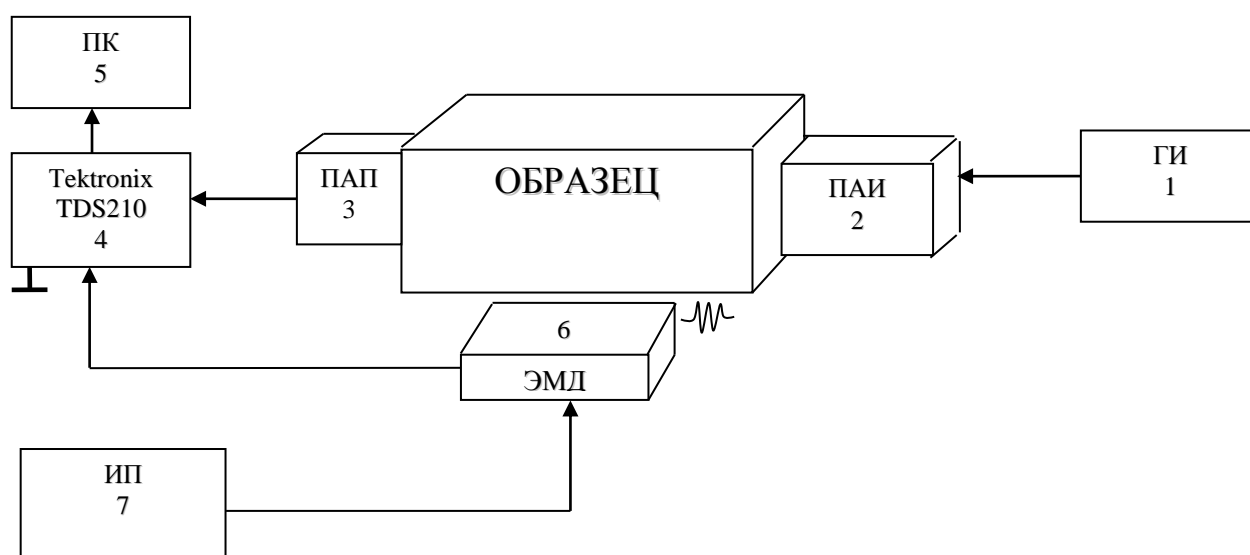 ПК
5
Tektronix
TDS210
4
ПАП
3
ОБРАЗЕЦ
ПАИ
2
ГИ
1
6
ЭМД
ИП
7